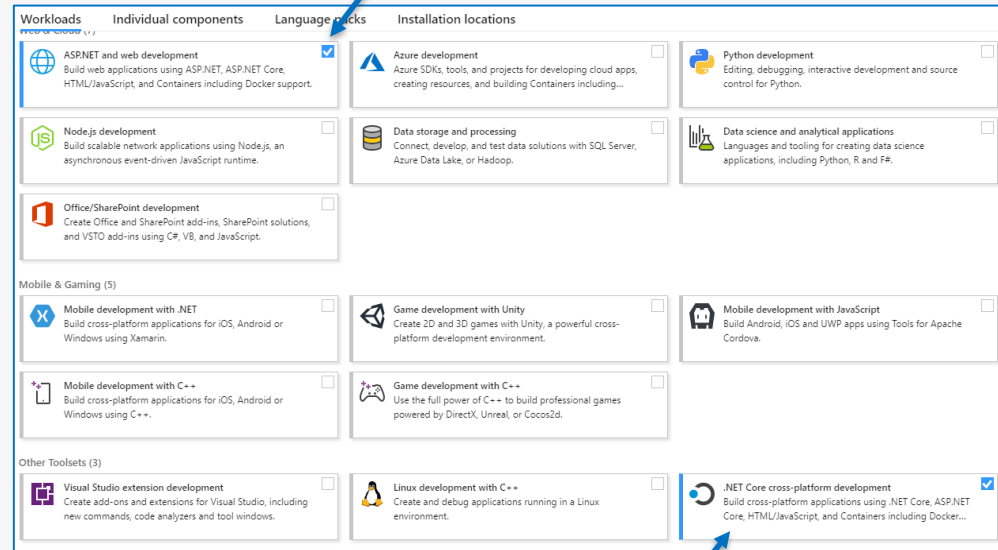 Workloads Individual components Language packs Installation locations
Web & Cloud (7)
ASP.NET and web development
Build web applications using ASP.NET, ASP.NET Core,
HTML/JavaScript, and Containers including Docker support.
Azure development
Azure SDKs, tools, and projects for developing cloud apps,
creating resources, and building Containers including...
Python development
Editing, debugging, interactive development and source
control for Python.
Node.js development
Build scalable network applications using Node.js, an
asynchronous event-driven JavaScript runtime.
Data storage and processing
Connect, develop, and test data solutions with SQL Server,
Azure Data Lake, or Hadoop.
Data science and analytical applications
Languages and tooling for creating data science
applications, including Python, R and F#.
Office/SharePoint development
Create Office and SharePoint add-ins, SharePoint solutions,
and VSTO add-ins using C#, VB, and JavaScript.
Mobile & Gaming (5)
Mobile development with .NET
Build cross-platform applications for iOS, Android or
Windows using Xamarin.
Game development with Unity
Create 2D and 3D games with Unity, a powerful cross-
platform development environment.
Mobile development with JavaScript
Build Android, iOS and UWP apps using Tools for Apache
Cordova.
Mobile development with C++
Build cross-platform applications for iOS, Android or
Windows using C++.
Game development with C++
Use the full power of C++ to build professional games
powered by DirectX, Unreal, or Cocos2d.
Other Toolsets (3)
Visual Studio extension development
Create add-ons and extensions for Visual Studio, including
new commands, code analyzers and tool windows.
Linux development with C++
Create and debug applications running in a Linux
environment.
.NET Core cross-platform development
Build cross-platform applications using .NET Core, ASP.NET
Core, HTML/JavaScript, and Containers including Docker...